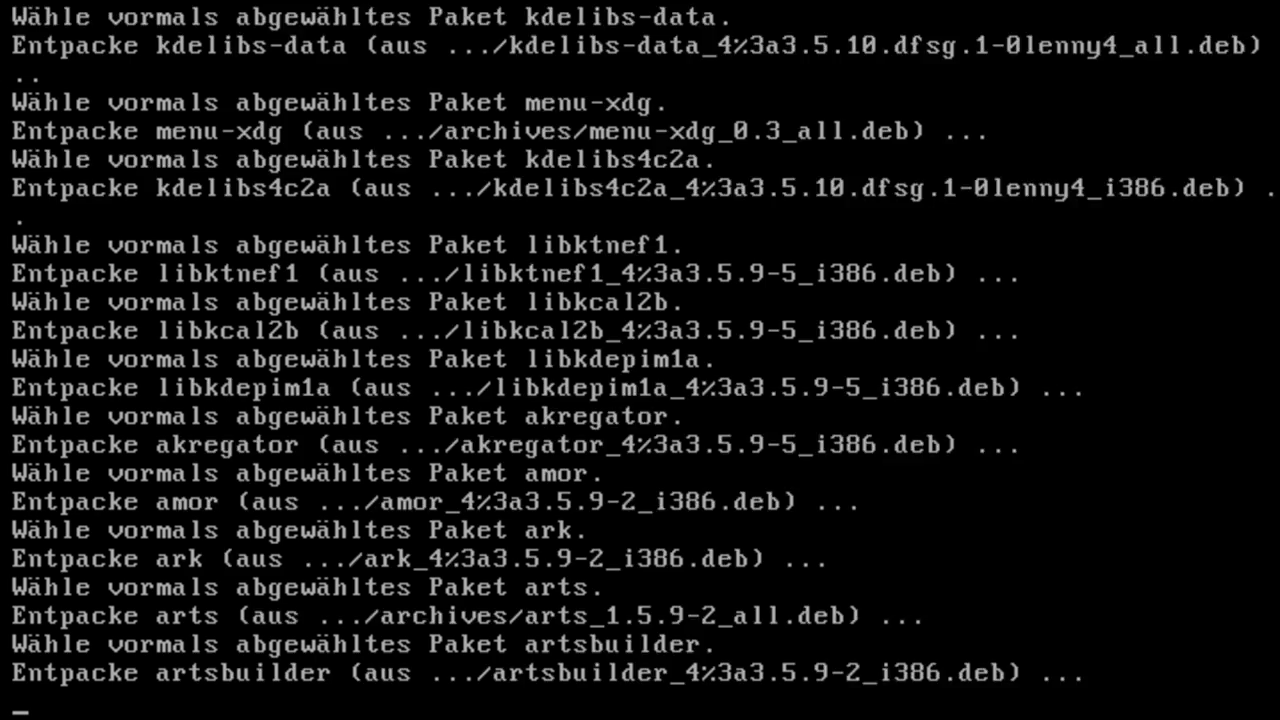 Wähle vormals abgewähltes Paket kdelibs-data.
Entpacke kdelibs-data (aus .../kdelibs-data_4%3a3.5.10.dfsg.1-0lenny4_all.deb)
..
Wähle vormals abgewähltes Paket menu-xdg.
Entpacke menu-xdg (aus .../archives/menu-xdg_0.3_all.deb) ...
Wähle vormals abgewähltes Paket kdelibs4c2a.
Entpacke kdelibs4c2a (aus .../kdelibs4c2a_4%3a3.5.10.dfsg.1-0lenny4_i386.deb) .
.
Wähle vormals abgewähltes Paket libktnef1.
Entpacke libktnef1 (aus .../libktnef1_4%3a3.5.9-5_i386.deb) ...
Wähle vormals abgewähltes Paket libkcal2b.
Entpacke libkcal2b (aus .../libkcal2b_4%3a3.5.9-5_i386.deb) ...
Wähle vormals abgewähltes Paket libkdepim1a.
Entpacke libkdepim1a (aus .../libkdepim1a_4%3a3.5.9-5_i386.deb) ...
Wähle vormals abgewähltes Paket akregator.
Entpacke akregator (aus .../akregator_4%3a3.5.9-5_i386.deb) ...
Wähle vormals abgewähltes Paket amor.
Entpacke amor (aus .../amor_4%3a3.5.9-2_i386.deb) ...
Wähle vormals abgewähltes Paket ark.
Entpacke ark (aus .../ark_4%3a3.5.9-2_i386.deb) ...
Wähle vormals abgewähltes Paket arts.
Entpacke arts (aus .../archives/arts_1.5.9-2_all.deb) ...
Wähle vormals abgewähltes Paket artsbuilder.
Entpacke artsbuilder (aus .../artsbuilder_4%3a3.5.9-2_i386.deb) ...
_